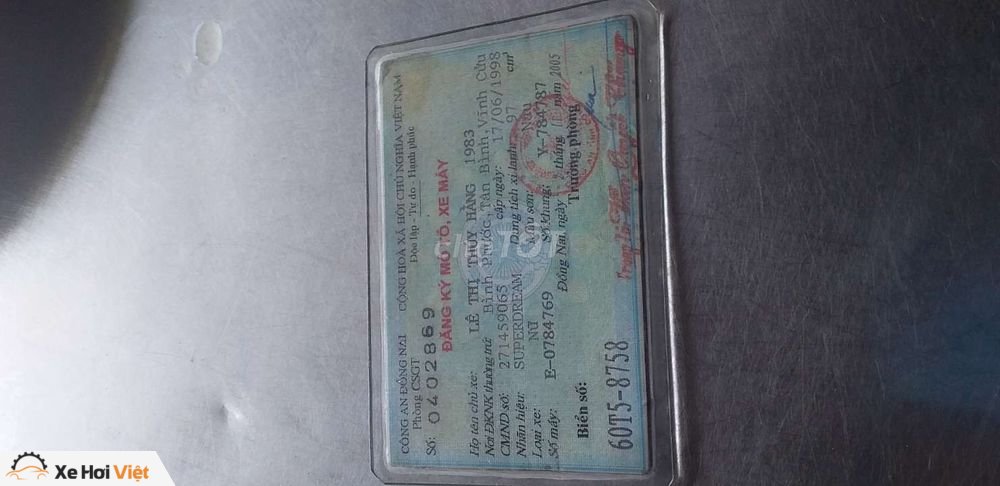 CÔNG AN ĐỒNG NAI CỘNG HOÀ XÃ HỘI CHỦ NGHĨA VIỆT NAM
Phòng CSGT Độc lập - Tự do - Hạnh phúc
Số: 0402869
ĐĂNG KÝ MÔ TÔ, XE MÁY
Họ tên chủ xe: LÊ THỊ THUÝ HẰNG 1983
Nơi ĐKNK thường trú: Bình Phước, Tân Bình, Vĩnh Cửu
CMND số: 271459065 cấp ngày: 17/06/1998
Nhãn hiệu: SUPERDREAM Dung tích xi lanh: 97 cm³
Loại xe: NỮ Màu sơn: Nâu
Số máy: E-0784769 Số khung: Y-784787
Đồng Nai, ngày tháng năm 2005
Biển số: Trưởng phòng
60T5-8758
chợTỐT
Xe Hơi Việt